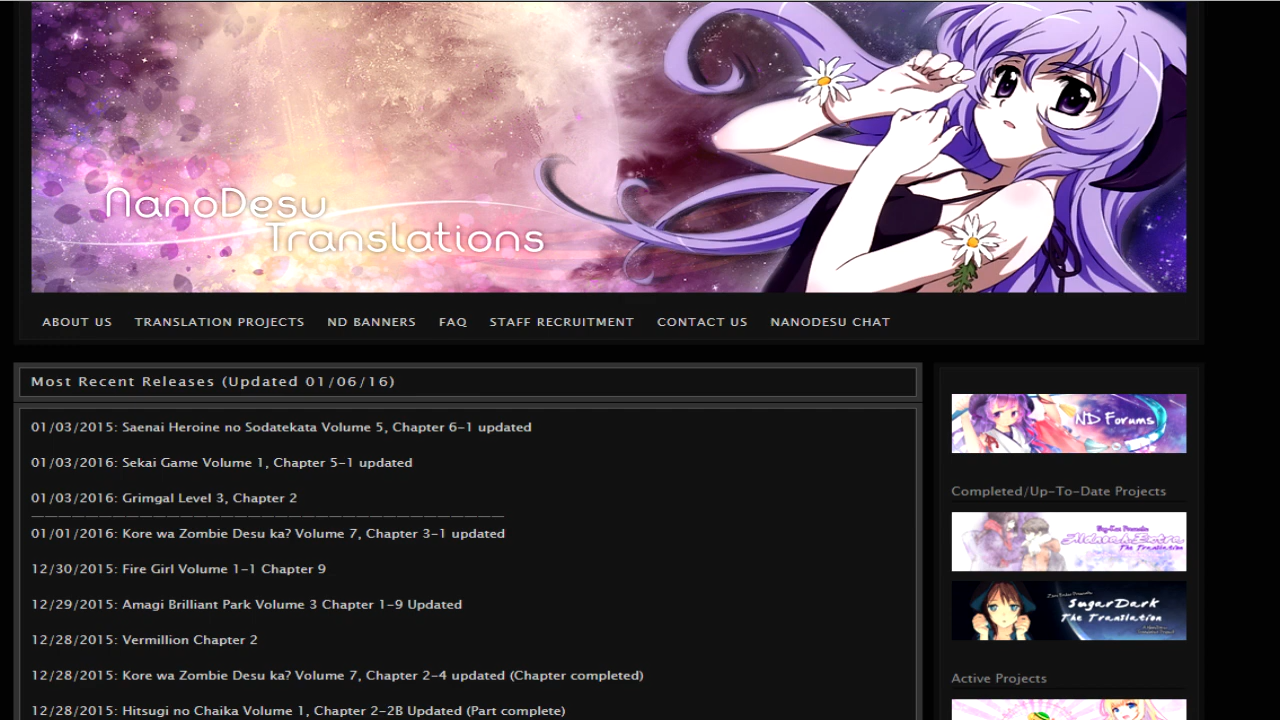 NanoDesu
Translations
ABOUT US TRANSLATION PROJECTS ND BANNERS FAQ STAFF RECRUITMENT CONTACT US NANODESU CHAT
Most Recent Releases (Updated 01/06/16)
01/03/2015: Saenai Heroine no Sodatekata Volume 5, Chapter 6-1 updated
01/03/2016: Sekai Game Volume 1, Chapter 5-1 updated
01/03/2016: Grimgal Level 3, Chapter 2
01/01/2016: Kore wa Zombie Desu ka? Volume 7, Chapter 3-1 updated
12/30/2015: Fire Girl Volume 1-1 Chapter 9
12/29/2015: Amagi Brilliant Park Volume 3 Chapter 1-9 Updated
12/28/2015: Vermillion Chapter 2
12/28/2015: Kore wa Zombie Desu ka? Volume 7, Chapter 2-4 updated (Chapter completed)
12/28/2015: Hitsugi no Chaika Volume 1, Chapter 2-2B Updated (Part complete)
ND Forums
Completed/Up-To-Date Projects
The Translation
SugarDark
The Translation
Active Projects